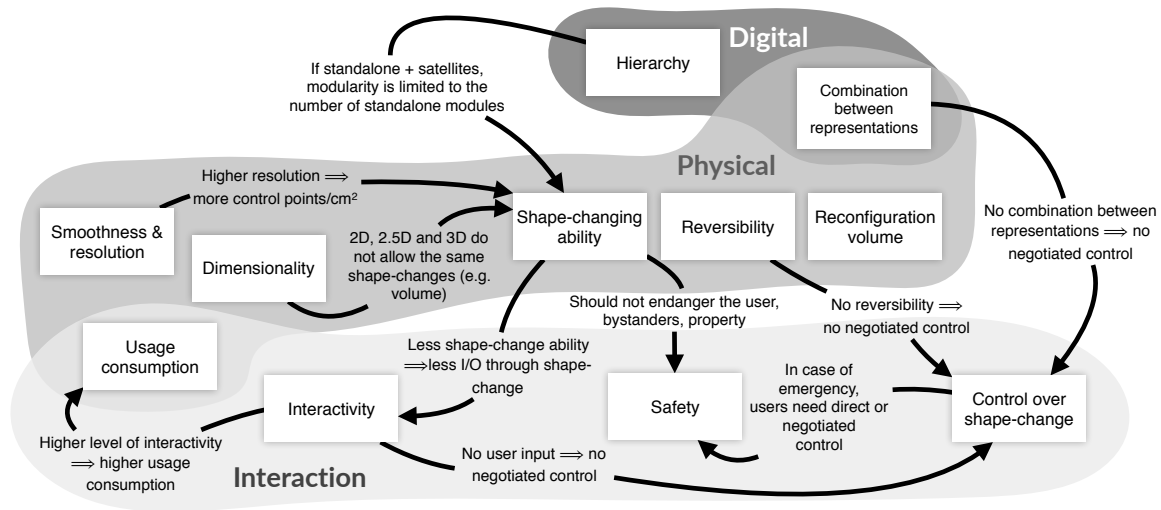 Digital
Hierarchy
If standalone + satellites,
modularity is limited to the
number of standalone modules
Combination
between
representations
Physical
Higher resolution ⟹
more control points/cm²
Smoothness &
resolution
Dimensionality
2D, 2.5D and 3D do
not allow the same
shape-changes (e.g.
volume)
Shape-changing
ability
Reversibility
Reconfiguration
volume
No combination between
representations ⟹ no
negotiated control
Should not endanger the user,
bystanders, property
No reversibility ⟹
no negotiated control
Usage
consumption
Less shape-change ability
⟹less I/O through shape-
change
Interactivity
Safety
In case of
emergency,
users need direct or
negotiated
control
Control over
shape-change
Higher level of interactivity
⟹ higher usage
consumption
Interaction
No user input ⟹ no
negotiated control